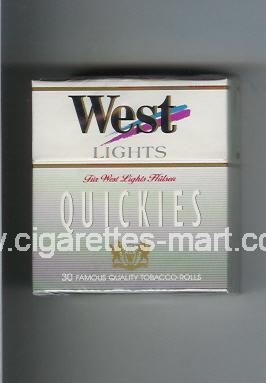 West
LIGHTS
Für West Lights Hülsen
QUICKIES
www.cigarettes-mart.com
30 FAMOUS QUALITY TOBACCO-ROLLS